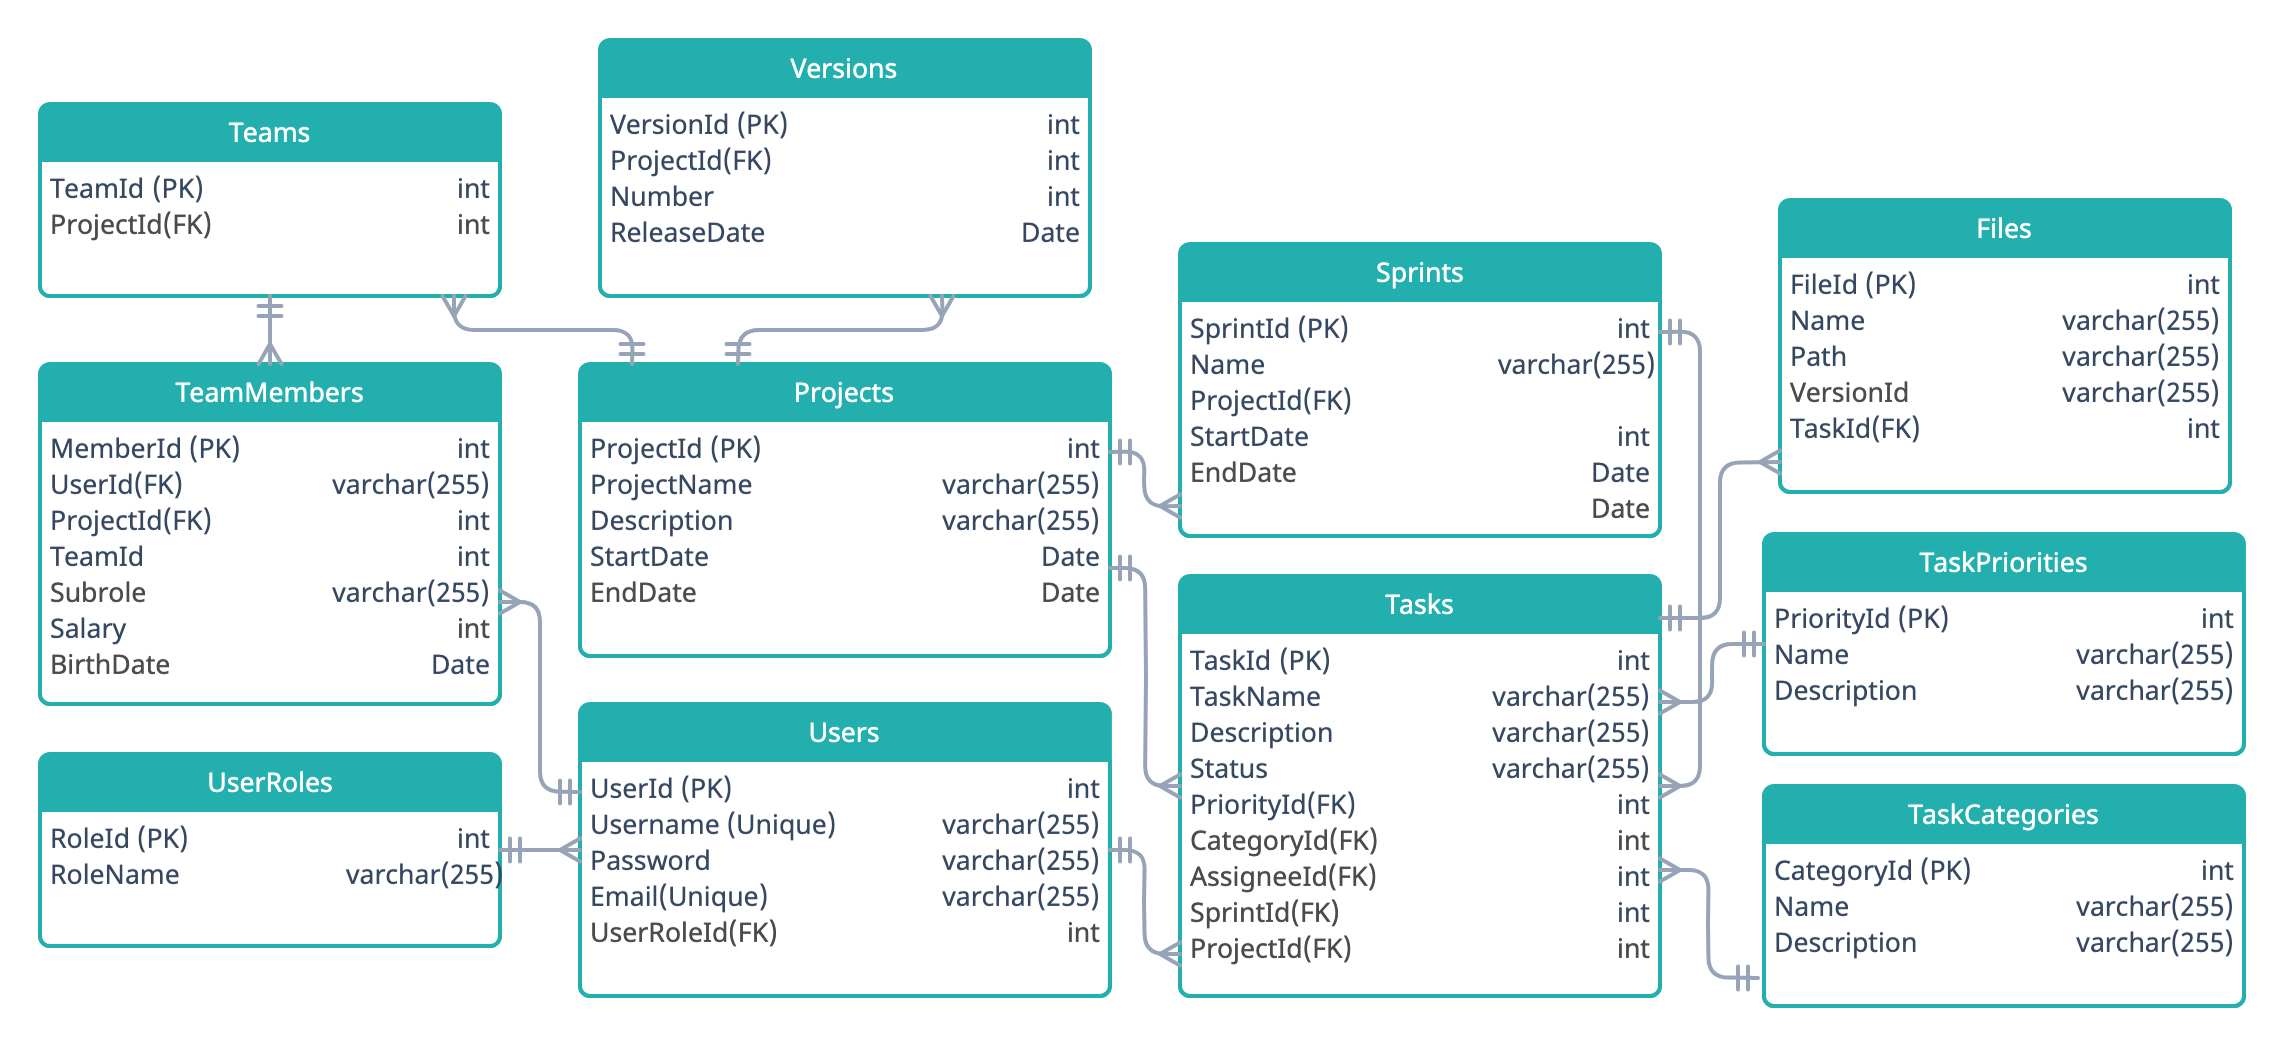 Versions
VersionId (PK) int
ProjectId(FK) int
Number int
ReleaseDate Date
Teams
TeamId (PK) int
ProjectId(FK) int
Files
FileId (PK) int
Name varchar(255)
Path varchar(255)
VersionId varchar(255)
TaskId(FK) int
Sprints
SprintId (PK) int
Name varchar(255)
ProjectId(FK)
StartDate int
EndDate Date
Date
TeamMembers
MemberId (PK) int
UserId(FK) varchar(255)
ProjectId(FK) int
TeamId int
Subrole varchar(255)
Salary int
BirthDate Date
Projects
ProjectId (PK) int
ProjectName varchar(255)
Description varchar(255)
StartDate Date
EndDate Date
TaskPriorities
PriorityId (PK) int
Name varchar(255)
Description varchar(255)
Tasks
TaskId (PK) int
TaskName varchar(255)
Description varchar(255)
Status varchar(255)
PriorityId(FK) int
CategoryId(FK) int
AssigneeId(FK) int
SprintId(FK) int
ProjectId(FK) int
Users
UserId (PK) int
Username (Unique) varchar(255)
Password varchar(255)
Email(Unique) varchar(255)
UserRoleId(FK) int
UserRoles
RoleId (PK) int
RoleName varchar(255)
TaskCategories
CategoryId (PK) int
Name varchar(255)
Description varchar(255)